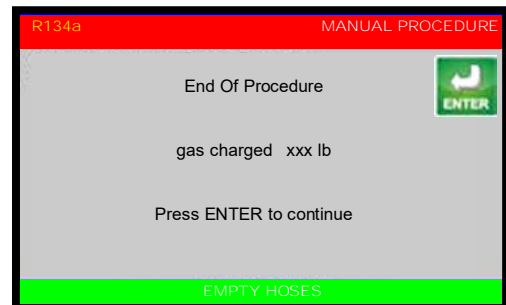 R134a MANUAL PROCEDURE
End Of Procedure
ENTER
gas charged xxx lb
Press ENTER to continue
EMPTY HOSES